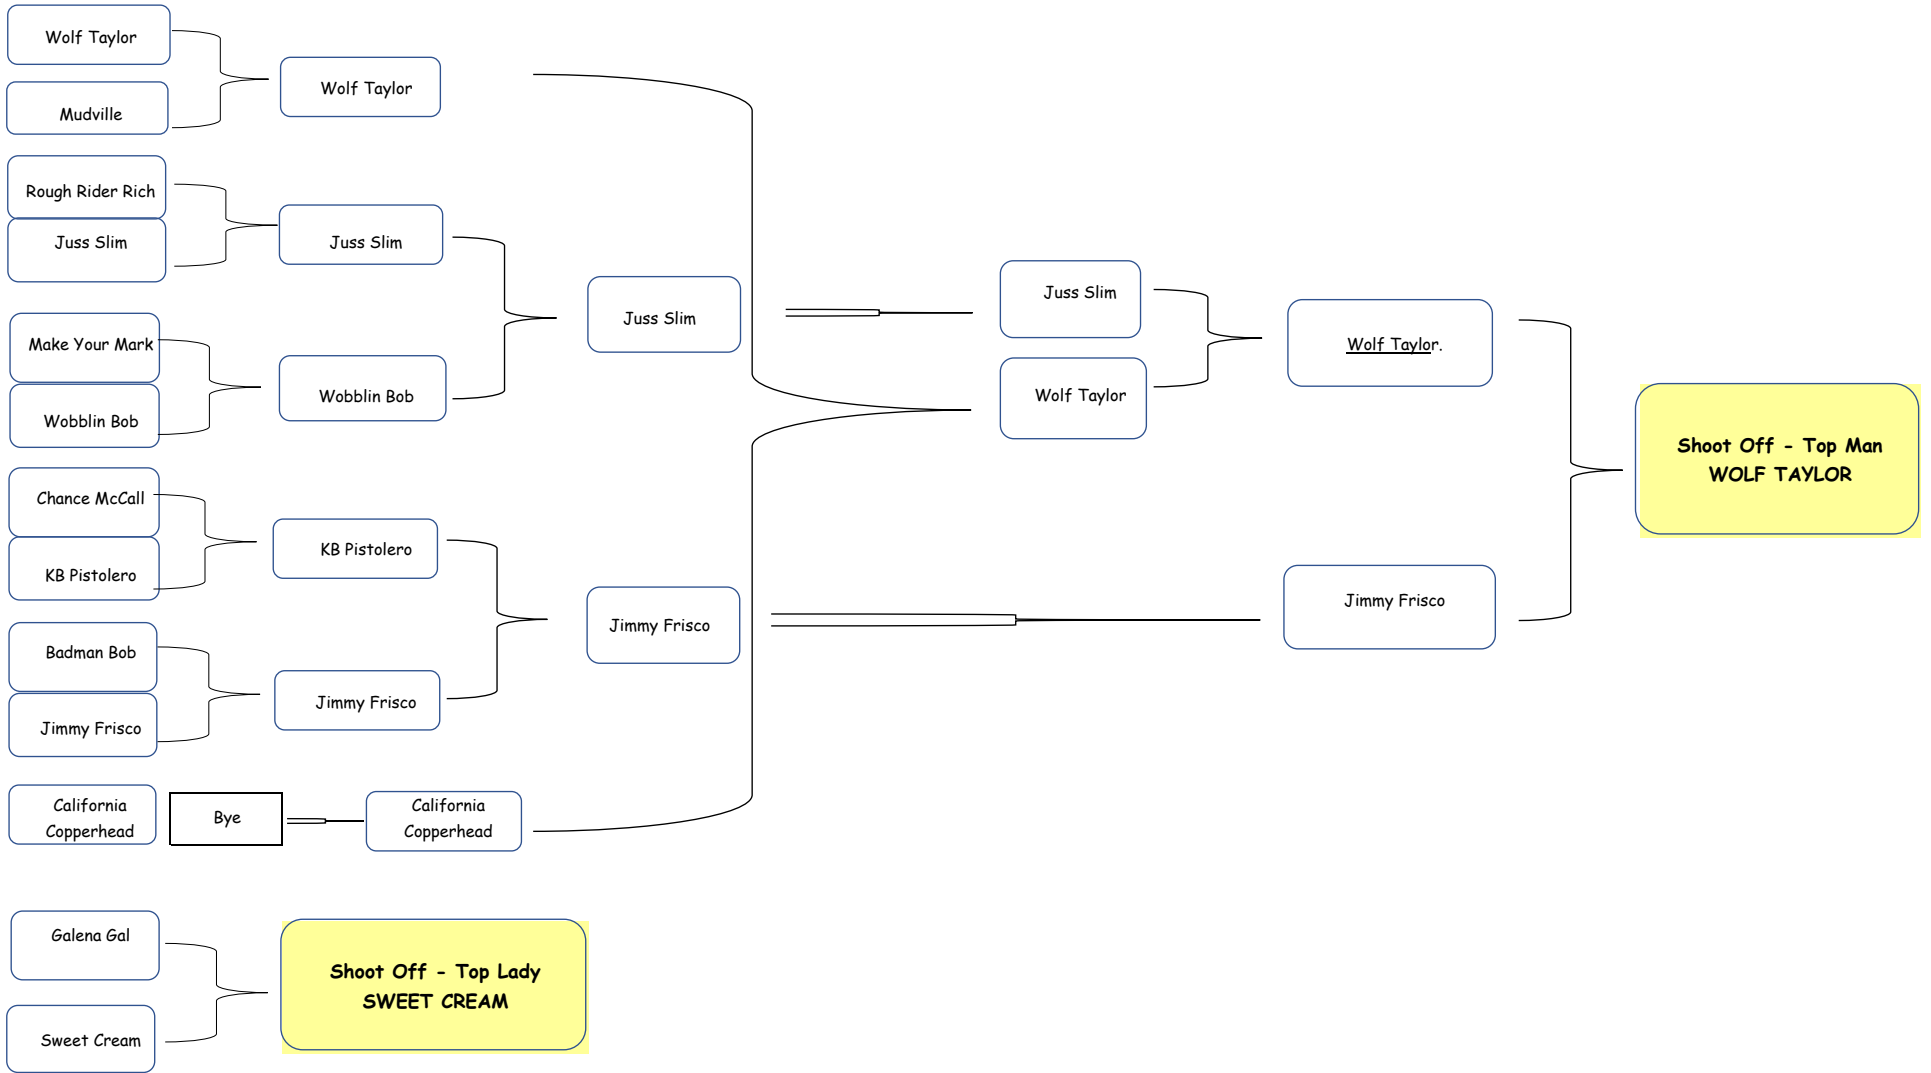 Wolf Taylor
Mudville
Wolf Taylor
Rough Rider Rich
Juss Slim
Juss Slim
Make Your Mark
Wobblin Bob
Wobblin Bob
Juss Slim
Chance McCall
KB Pistolero
KB Pistolero
Badman Bob
Jimmy Frisco
Jimmy Frisco
Jimmy Frisco
California
Copperhead
Bye
California
Copperhead
Juss Slim
Wolf Taylor
Wolf Taylor.
Jimmy Frisco
Shoot Off - Top Man
WOLF TAYLOR
Galena Gal
Sweet Cream
Shoot Off - Top Lady
SWEET CREAM